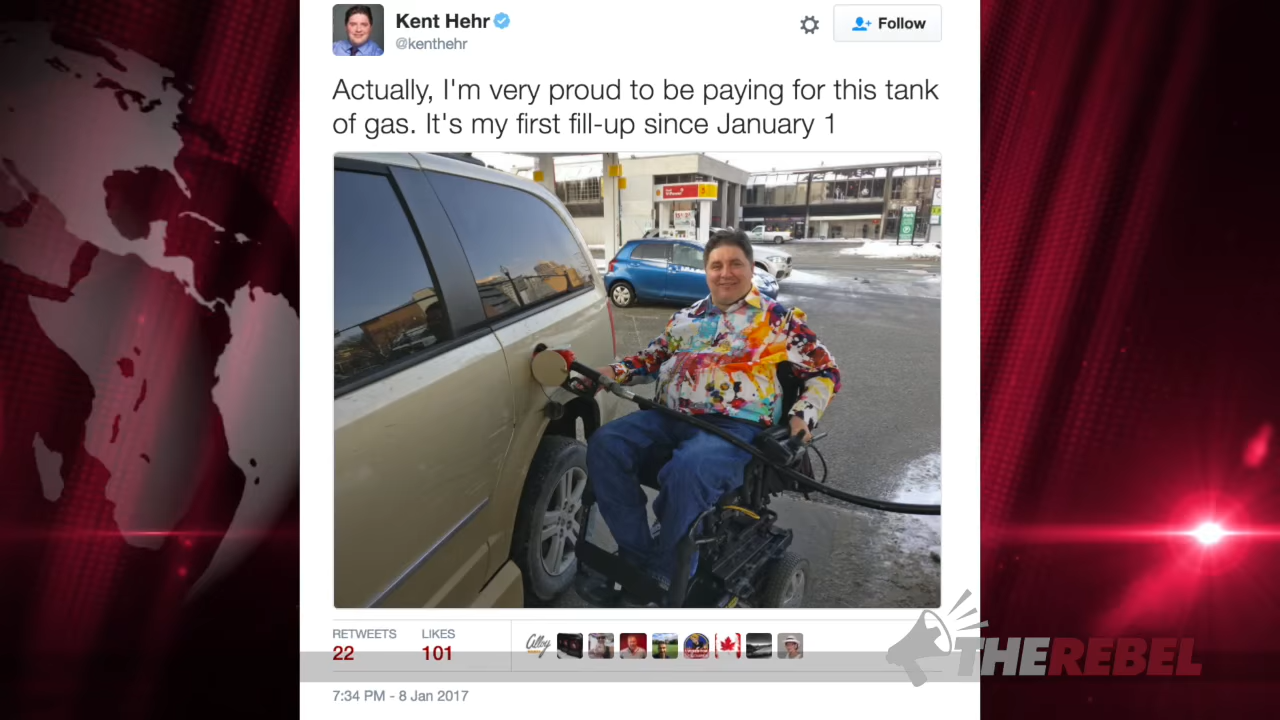 Kent Hehr
@kenthehr
Follow
Actually, I'm very proud to be paying for this tank
of gas. It's my first fill-up since January 1
RETWEETS
LIKES
22
101
7:34 PM - 8 Jan 2017
THEREBEL